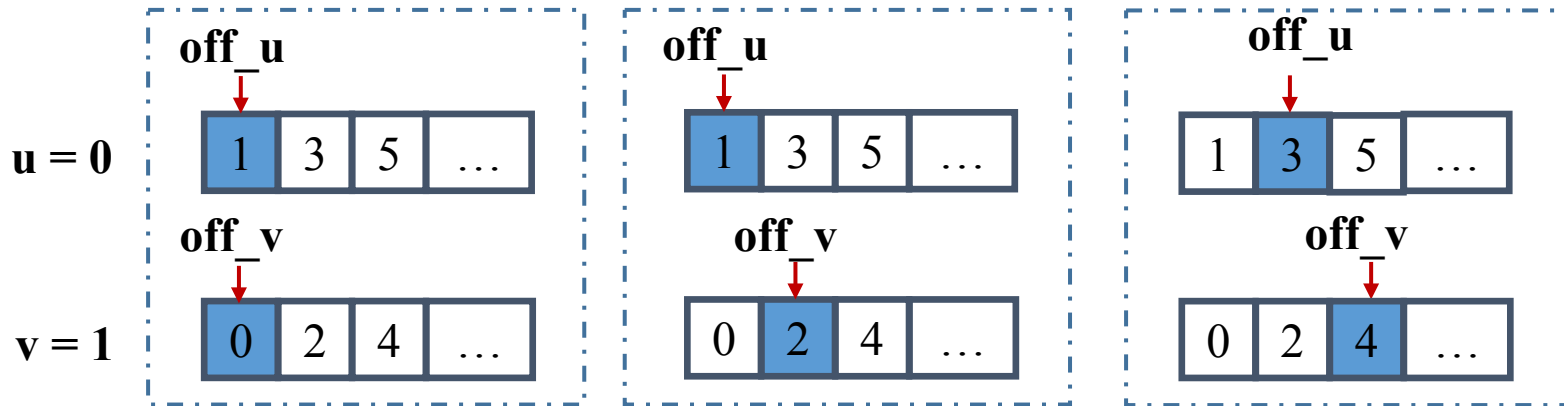 off_u off_u off_u
u = 0 1 3 5 … 1 3 5 … 1 3 5 …
off_v off_v off_v
v = 1 0 2 4 … 0 2 4 … 0 2 4 …